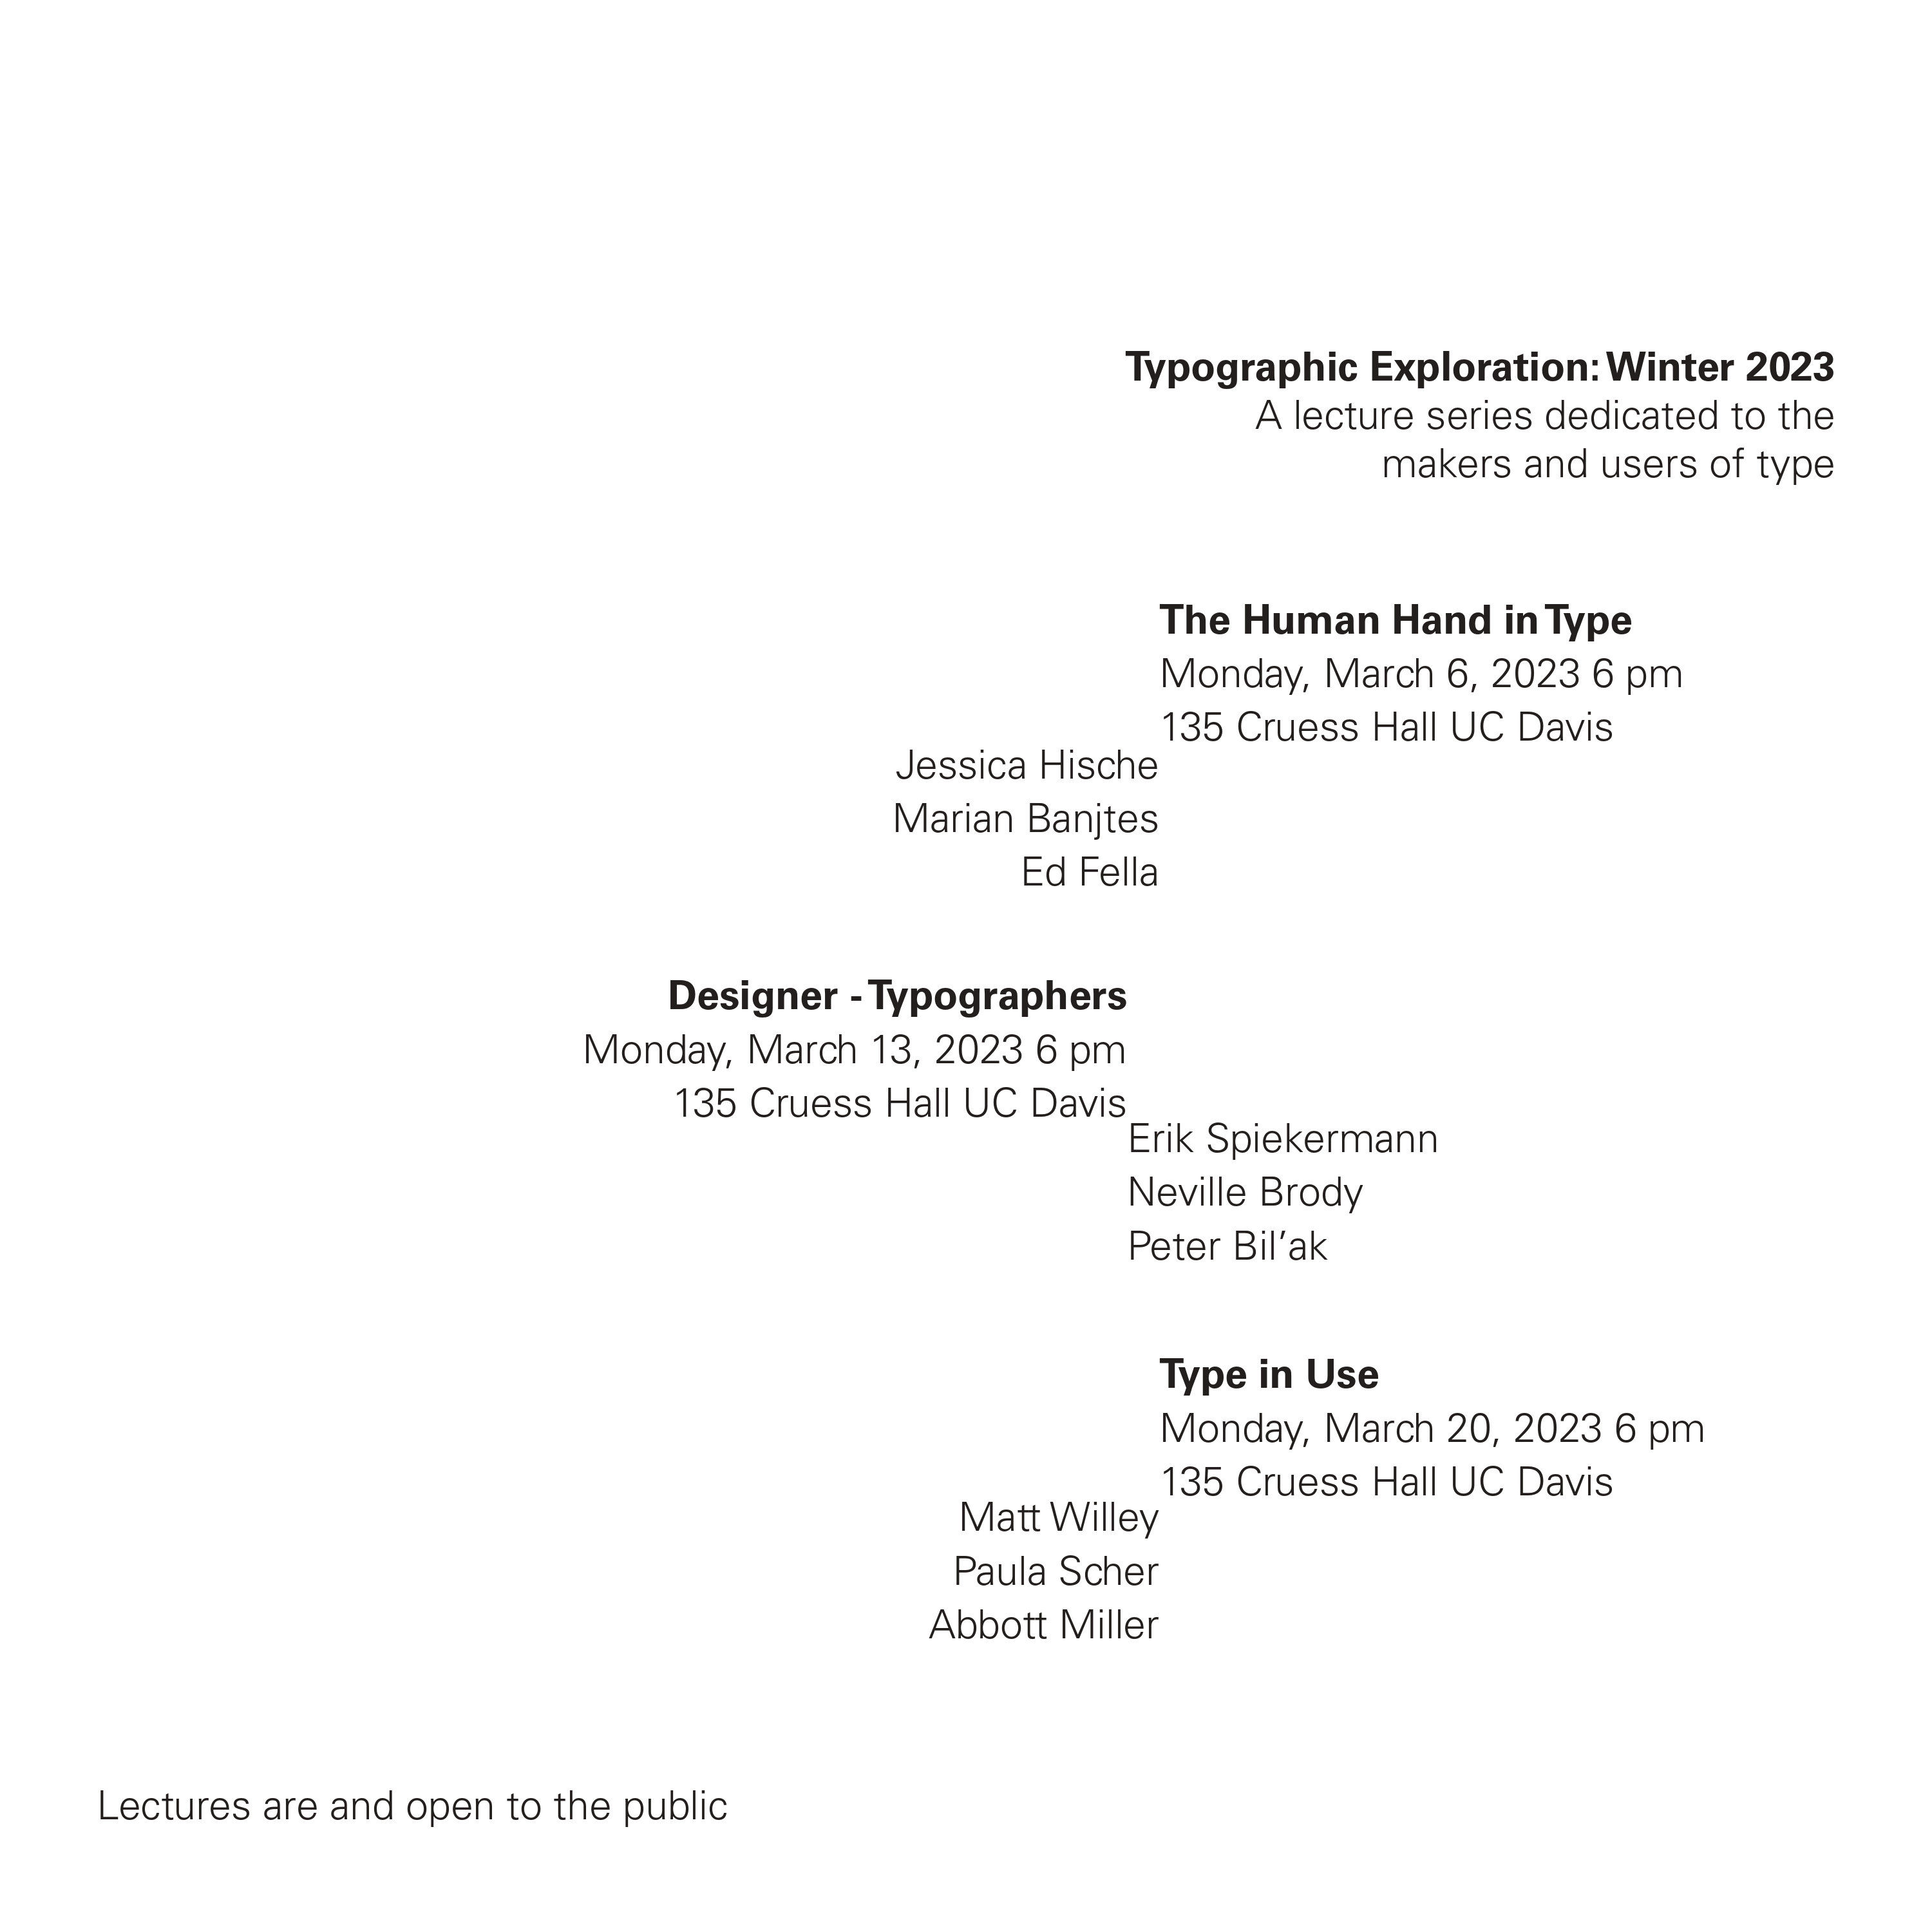 Typographic Exploration: Winter 2023
A lecture series dedicated to the
makers and users of type
The Human Hand in Type
Monday, March 6, 2023 6 pm
135 Cruess Hall UC Davis
Jessica Hische
Marian Banjtes
Ed Fella
Designer - Typographers
Monday, March 13, 2023 6 pm
135 Cruess Hall UC Davis
Erik Spiekermann
Neville Brody
Peter Bil’ak
Type in Use
Monday, March 20, 2023 6 pm
135 Cruess Hall UC Davis
Matt Willey
Paula Scher
Abbott Miller
Lectures are and open to the public